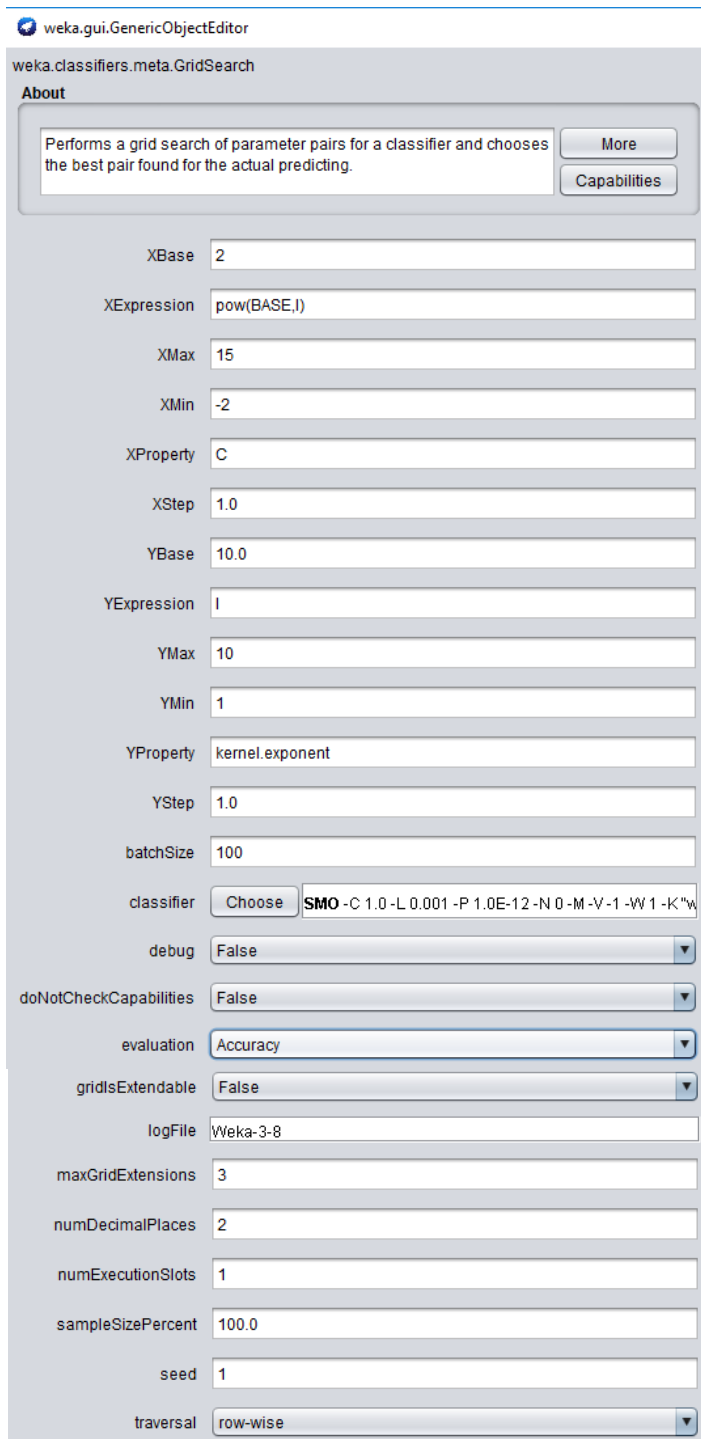 weka.gui.GenericObjectEditor
weka.classifiers.meta.GridSearch
About
Performs a grid search of parameter pairs for a classifier and chooses
the best pair found for the actual predicting.
More
Capabilities
XBase 2
XExpression pow(BASE,I)
XMax 15
XMin -2
XProperty C
XStep 1.0
YBase 10.0
YExpression I
YMax 10
YMin 1
YProperty kernel.exponent
YStep 1.0
batchSize 100
classifier Choose SMO -C 1.0 -L 0.001 -P 1.0E-12 -N 0 -M -V -1 -W 1 -K "w
debug False
doNotCheckCapabilities False
evaluation Accuracy
gridIsExtendable False
logFile Weka-3-8
maxGridExtensions 3
numDecimalPlaces 2
numExecutionSlots 1
sampleSizePercent 100.0
seed 1
traversal row-wise